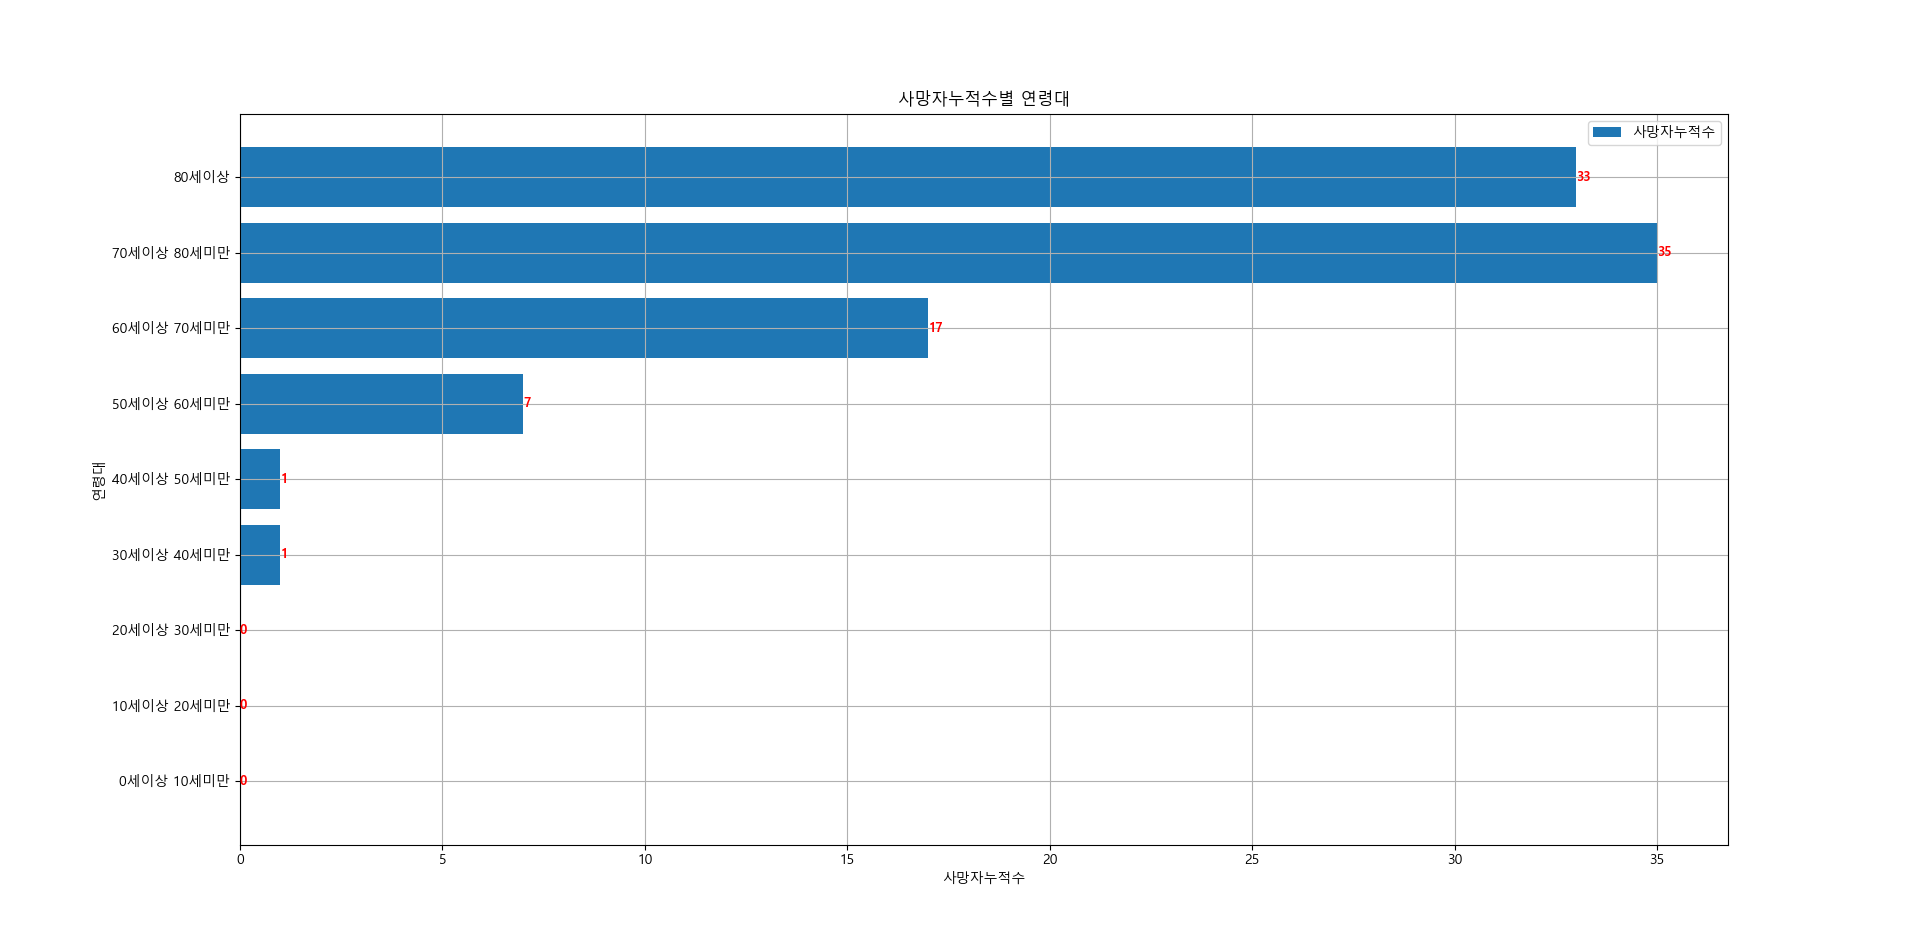 사망자누적수별 연령대
사망자누적수
80세이상
33
70세이상 80세미만
35
60세이상 70세미만
17
50세이상 60세미만
7
40세이상 50세미만
1
30세이상 40세미만
1
20세이상 30세미만
0
10세이상 20세미만
0
0세이상 10세미만
0
연령대
0 5 10 15 20 25 30 35
사망자누적수